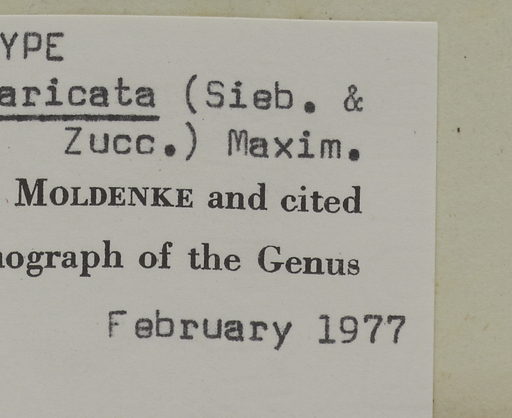 YPE
aricata (Sieb. &
Zucc.) Maxim.
MOLDENKE and cited
nograph of the Genus
February 1977